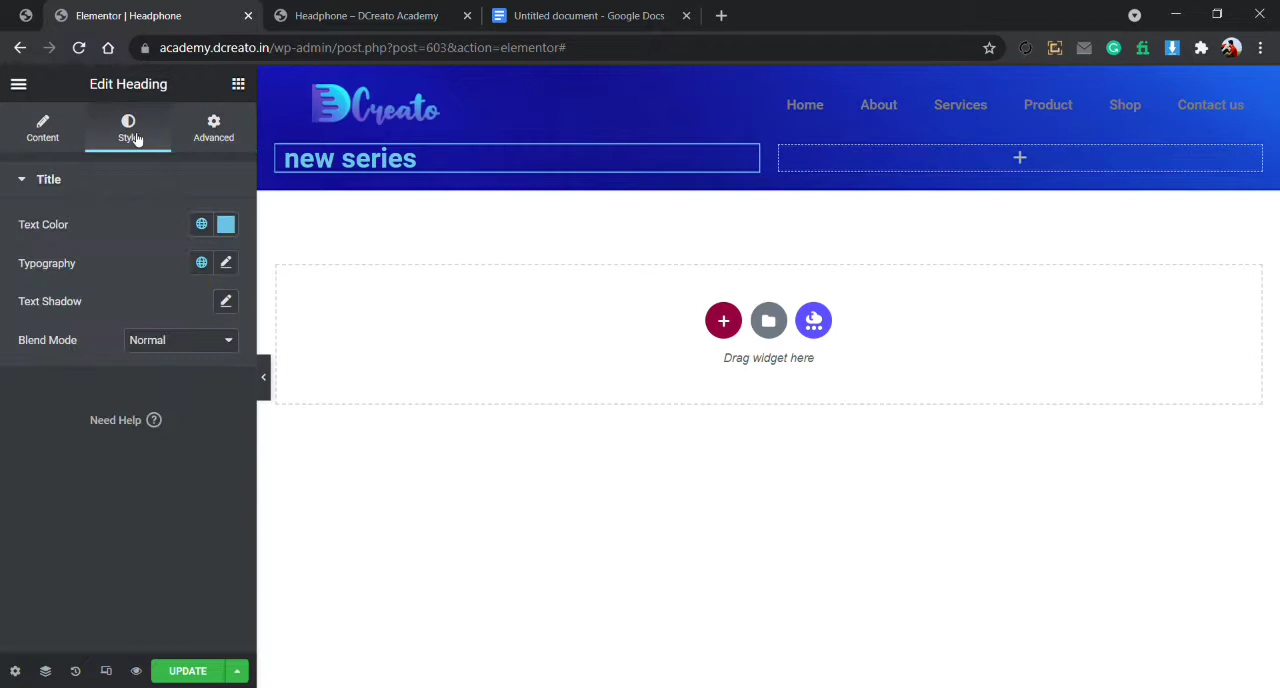 Elementor | Headphone
Headphone – DCreato Academy
Untitled document - Google Docs
academy.dcreato.in/wp-admin/post.php?post=603&action=elementor#
Edit Heading
Content
Style
Advanced
DCreato
Home
About
Services
Product
Shop
Contact us
new series
Title
Text Color
Typography
Text Shadow
Blend Mode
Normal
Drag widget here
Need Help
UPDATE